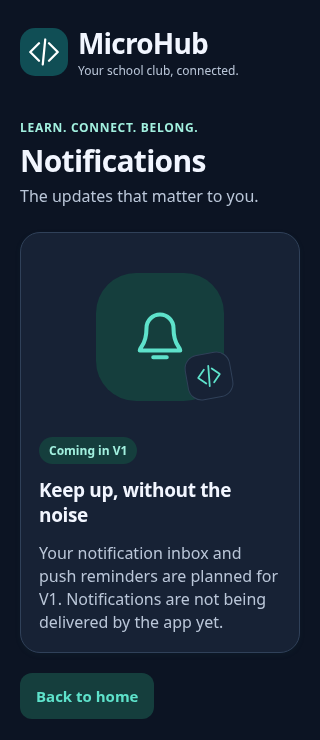 MicroHub
Your school club, connected.
LEARN. CONNECT. BELONG.
Notifications
The updates that matter to you.
Coming in V1
Keep up, without the
noise
Your notification inbox and
push reminders are planned for
V1. Notifications are not being
delivered by the app yet.
Back to home